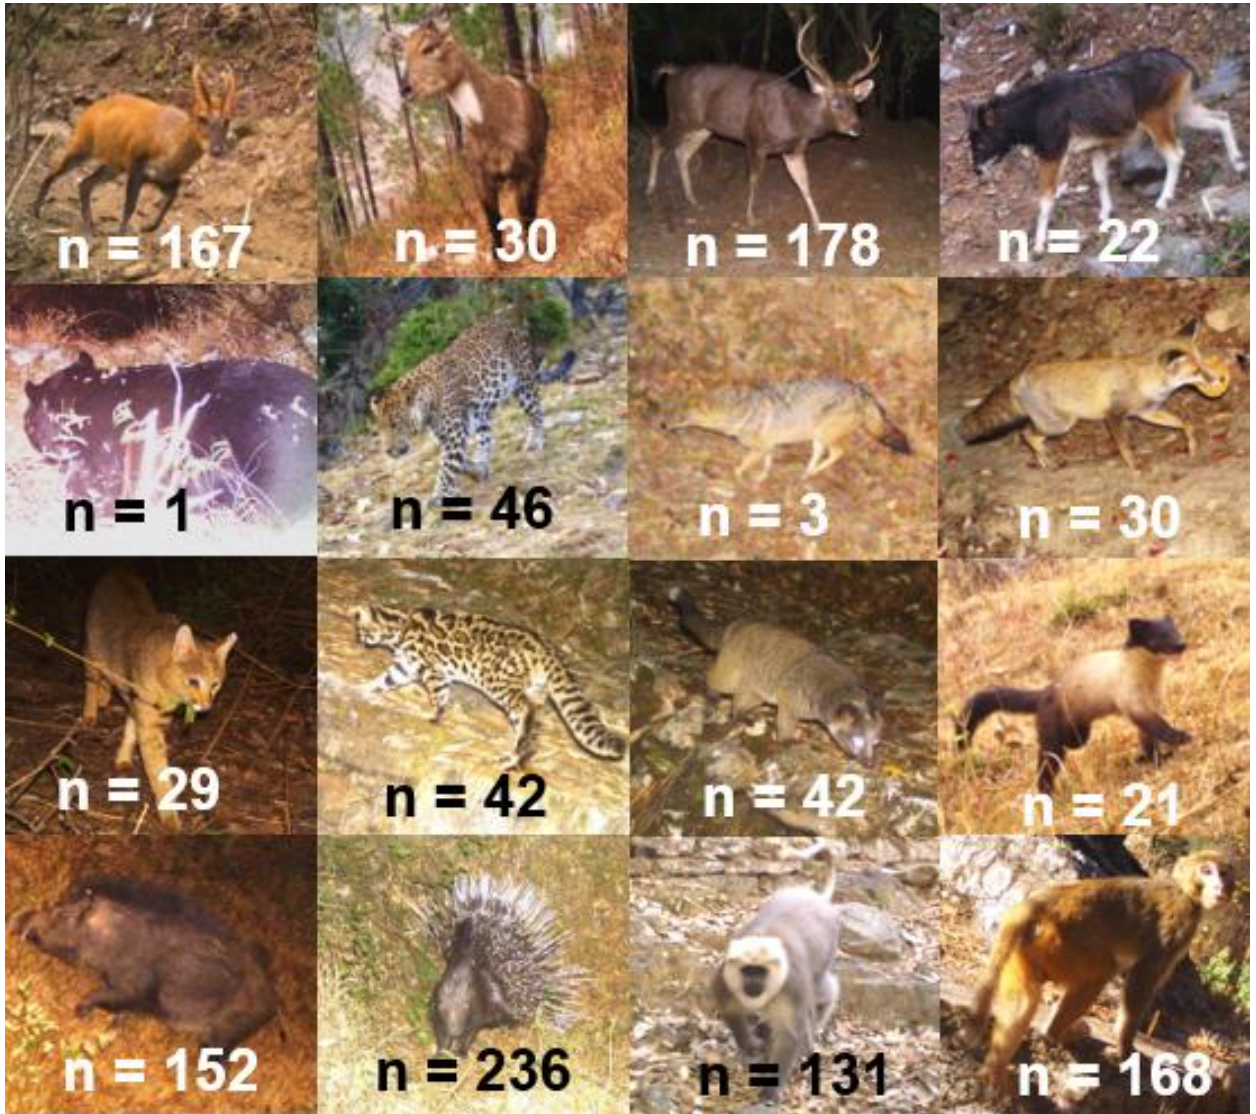 n = 167
n = 30
n = 178
n = 22
n = 1
n = 46
n = 3
n = 30
n = 29
n = 42
n = 42
n = 21
n = 152
n = 236
n = 131
n = 168